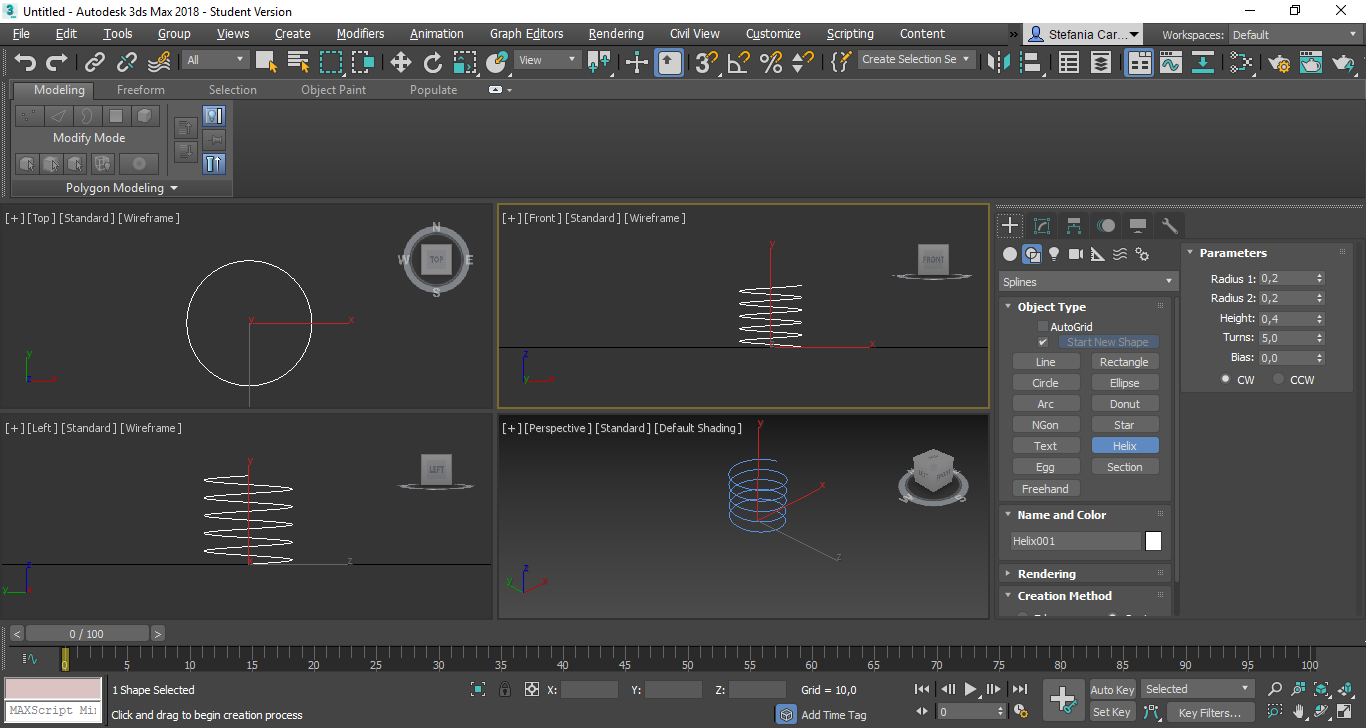 Untitled - Autodesk 3ds Max 2018 - Student Version
File Edit Tools Group Views Create Modifiers Animation Graph Editors Rendering Civil View Customize Scripting Content » Stefania Car... Workspaces: Default
All View Create Selection Se
Modeling Freeform Selection Object Paint Populate
Modify Mode
Polygon Modeling
[+] [Top] [Standard] [Wireframe]
N
W TOP E
S
y
x
y
z x
[+] [Front] [Standard] [Wireframe]
FRONT
y
x
z
y x
[+] [Left] [Standard] [Wireframe]
LEFT
y
z
z
y x
[+] [Perspective] [Standard] [Default Shading]
y
x
z
z
y x
W S
Splines
Object Type
AutoGrid
Start New Shape
Line Rectangle
Circle Ellipse
Arc Donut
NGon Star
Text Helix
Egg Section
Freehand
Name and Color
Helix001
Rendering
Creation Method
Parameters
Radius 1: 0,2
Radius 2: 0,2
Height: 0,4
Turns: 5,0
Bias: 0,0
CW CCW
< 0 / 100 >
0 5 10 15 20 25 30 35 40 45 50 55 60 65 70 75 80 85 90 95 100
1 Shape Selected X: Y: Z: Grid = 10,0 Auto Key Selected
MAXScript Mi
Click and drag to begin creation process Add Time Tag 0 Set Key Key Filters...